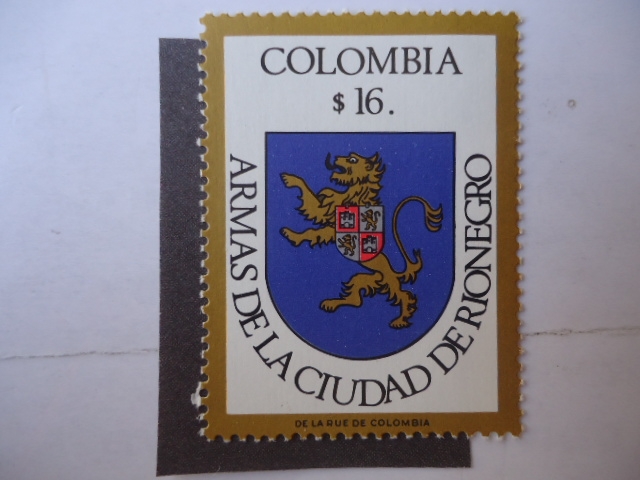 COLOMBIA
$ 16.
ARMAS DE LA CIUDAD DE RIONEGRO
DE LA RUE DE COLOMBIA